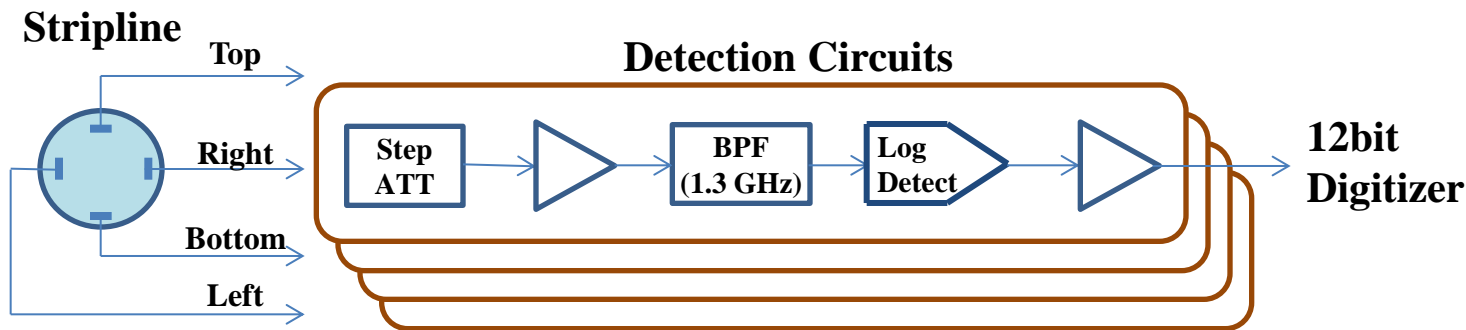 Stripline
Top
Right
Bottom
Left
Detection Circuits
Step
ATT
BPF
(1.3 GHz)
Log
Detect
12bit
Digitizer